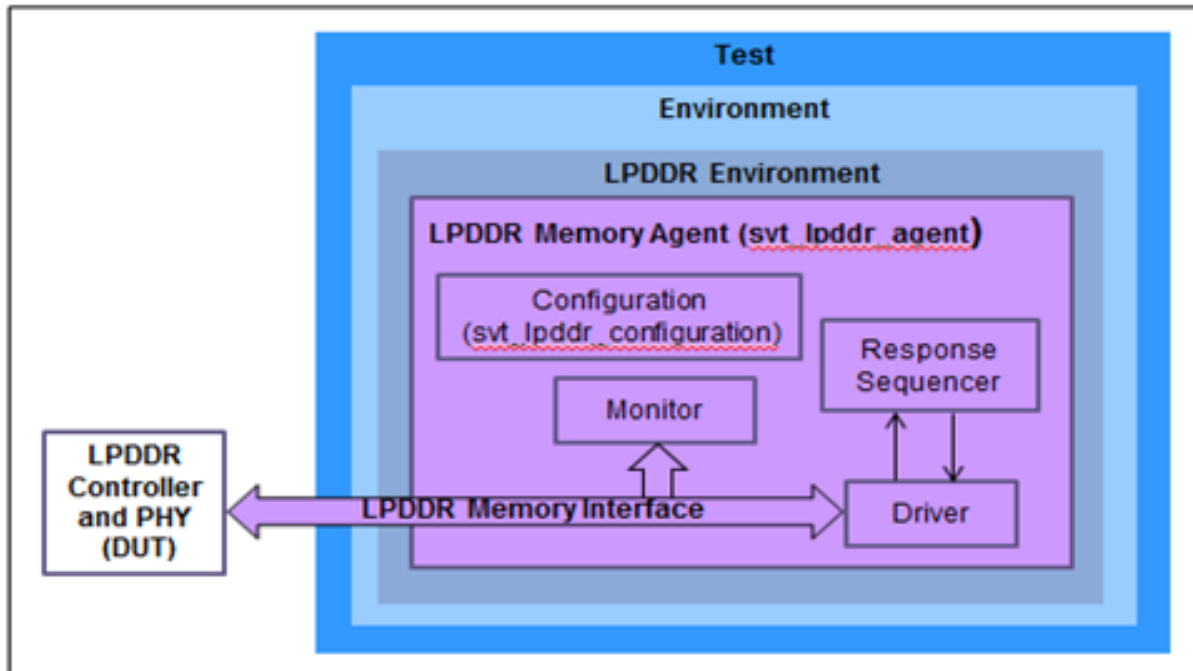 Test
Environment
LPDDR Environment
LPDDR Memory Agent (svt_lpddr_agent)
Configuration
(svt_lpddr_configuration)
Response
Sequencer
Monitor
LPDDR
Controller
and PHY
(DUT)
LPDDR Memory Interface
Driver